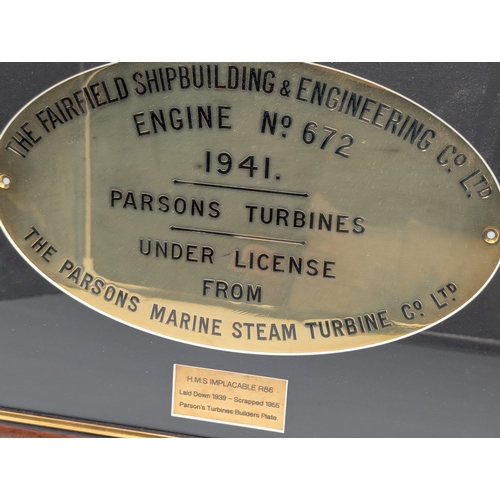 THE FAIRFIELD SHIPBUILDING & ENGINEERING Co. LTD.
ENGINE No 672
1941.
PARSONS TURBINES
UNDER LICENSE
FROM
THE PARSONS MARINE STEAM TURBINE Co. LTD
H.M.S IMPLACABLE R86
Laid Down 1939 - Scrapped 1955
Parson's Turbines Builders Plate.